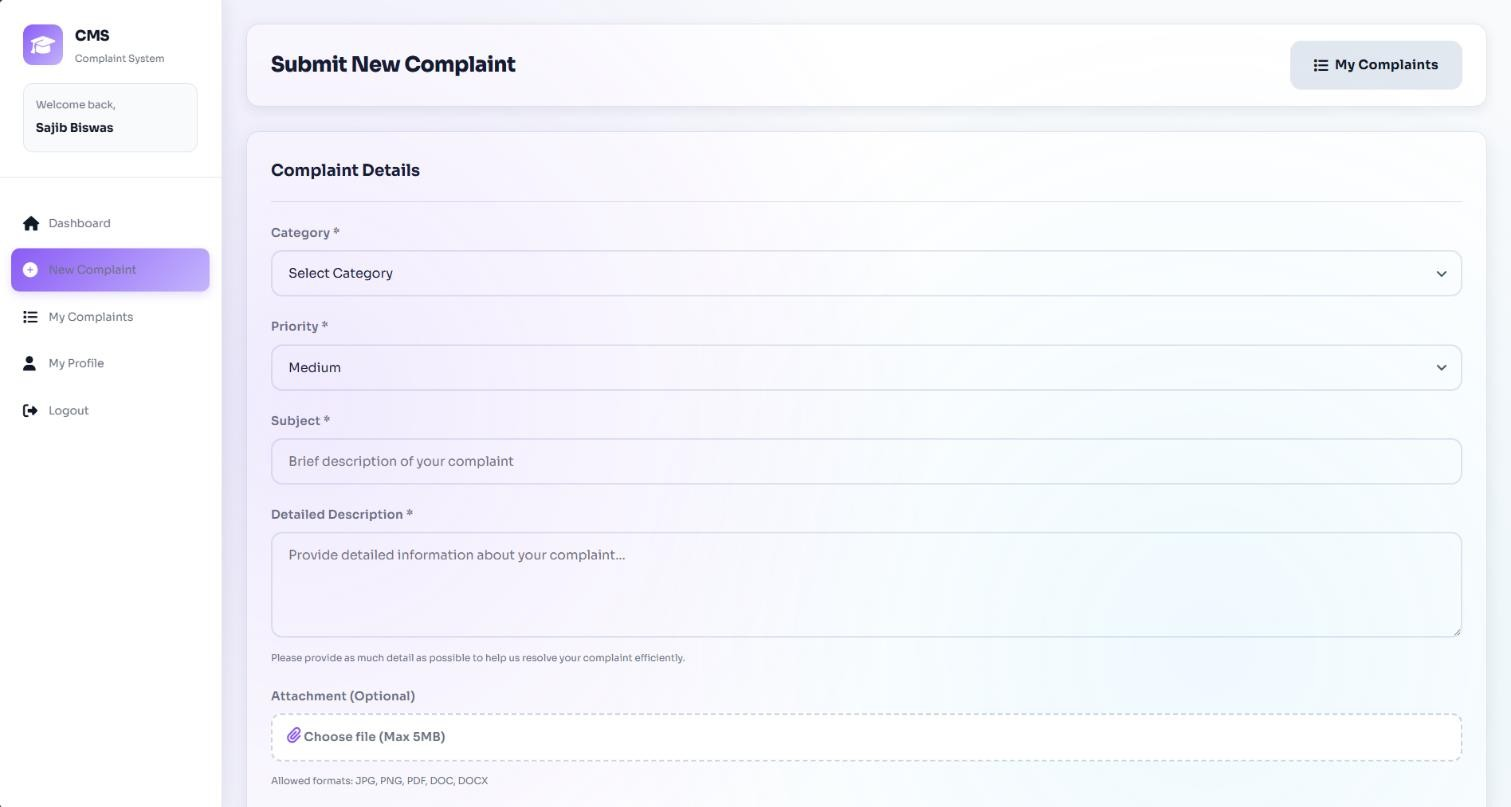 CMS
Complaint System
Welcome back,
Sajib Biswas
Dashboard
New Complaint
My Complaints
My Profile
Logout
Submit New Complaint
My Complaints
Complaint Details
Category *
Select Category
Priority *
Medium
Subject *
Brief description of your complaint
Detailed Description *
Provide detailed information about your complaint...
Please provide as much detail as possible to help us resolve your complaint efficiently.
Attachment (Optional)
Choose file (Max 5MB)
Allowed formats: JPG, PNG, PDF, DOC, DOCX